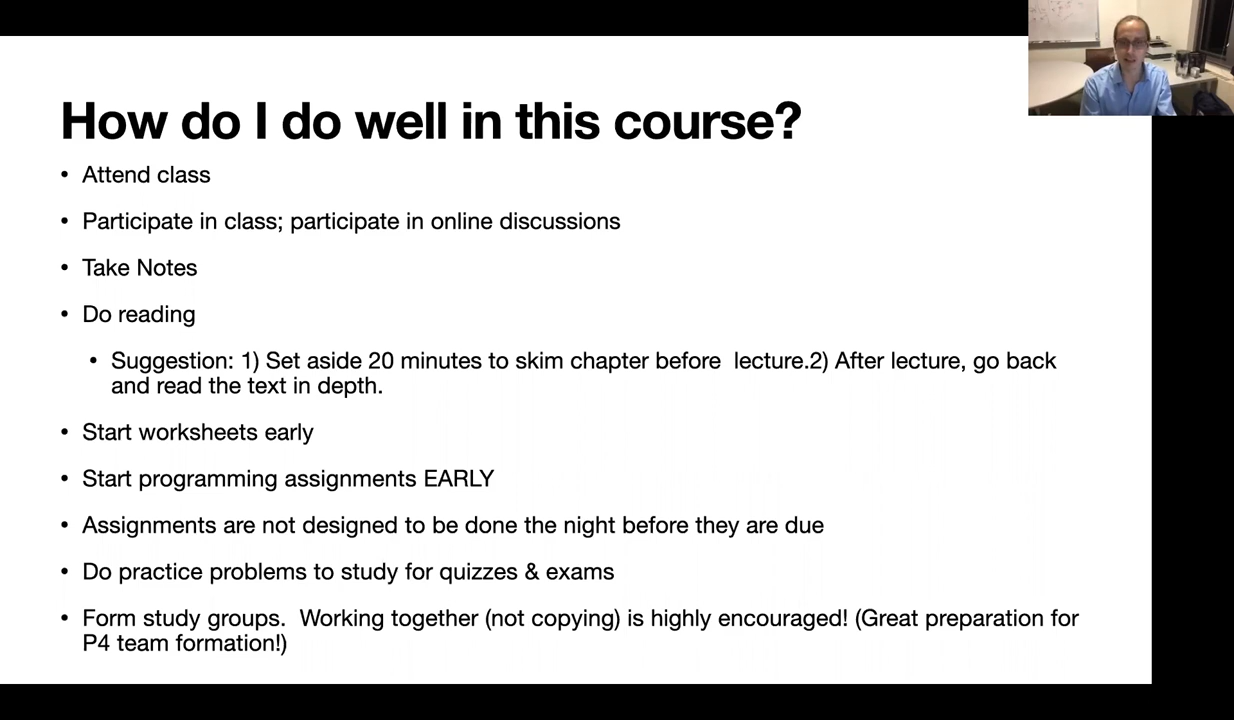 How do I do well in this course?
• Attend class
• Participate in class; participate in online discussions
• Take Notes
• Do reading
• Suggestion: 1) Set aside 20 minutes to skim chapter before  lecture.2) After lecture, go back
and read the text in depth.
• Start worksheets early
• Start programming assignments EARLY
• Assignments are not designed to be done the night before they are due
• Do practice problems to study for quizzes & exams
• Form study groups.  Working together (not copying) is highly encouraged! (Great preparation for
P4 team formation!)